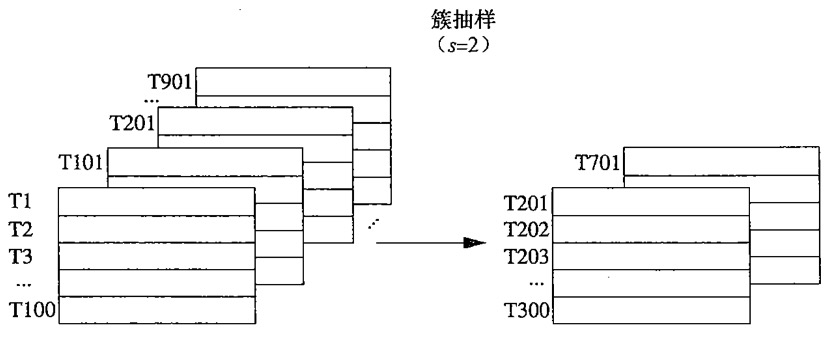 簇抽样
（s=2）
T901
...
T201
T101
T1
T2
T3
...
T100
...
T701
T201
T202
T203
...
T300